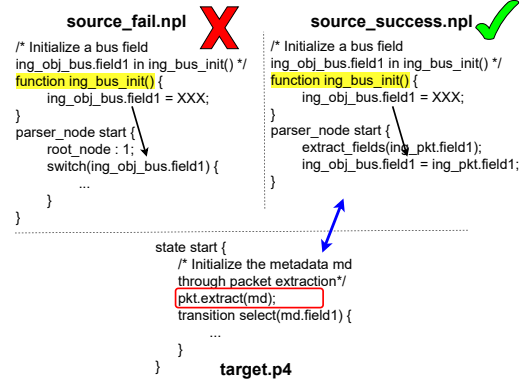 source_fail.npl
/* Initialize a bus field
ing_obj_bus.field1 in ing_bus_init() */
function ing_bus_init() {
ing_obj_bus.field1 = XXX;
}
parser_node start {
root_node : 1;
switch(ing_obj_bus.field1) {
...
}
}
source_success.npl
/* Initialize a bus field
ing_obj_bus.field1 in ing_bus_init() */
function ing_bus_init() {
ing_obj_bus.field1 = XXX;
}
parser_node start {
extract_fields(ing_pkt.field1);
ing_obj_bus.field1 = ing_pkt.field1;
}
state start {
/* Initialize the metadata md
through packet extraction*/
pkt.extract(md);
transition select(md.field1) {
...
}
}
target.p4